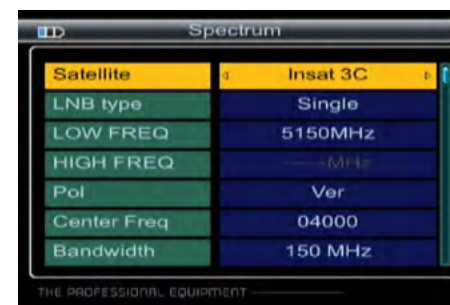 Spectrum
Satellite Insat 3C
LNB type Single
LOW FREQ 5150MHz
HIGH FREQ -----MHz
Pol Ver
Center Freq 04000
Bandwidth 150 MHz
THE PROFESSIONAL EQUIPMENT